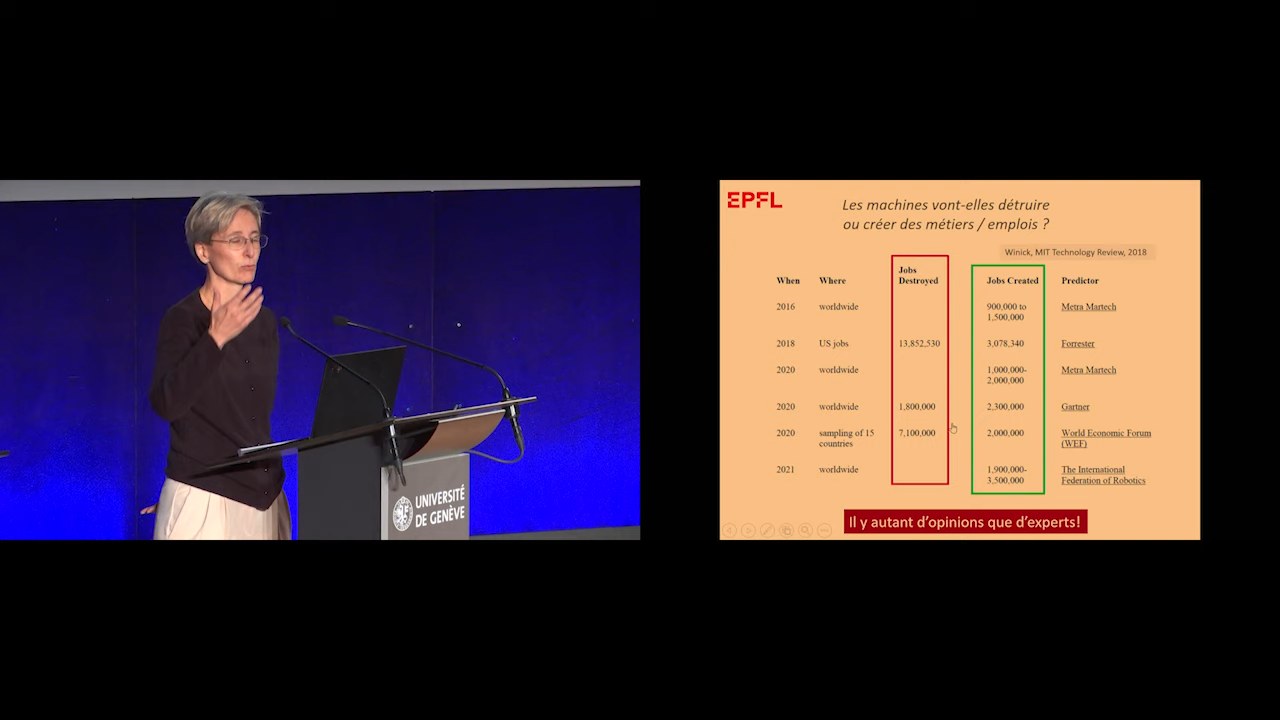 UNIVERSITÉ
DE GENÈVE
EPFL
Les machines vont-elles détruire
ou créer des métiers / emplois ?
Winick, MIT Technology Review, 2018
When Where Jobs Destroyed Jobs Created Predictor
2016 worldwide 900,000 to 1,500,000 Metra Martech
2018 US jobs 13,852,530 3,078,340 Forrester
2020 worldwide 1,000,000-2,000,000 Metra Martech
2020 worldwide 1,800,000 2,300,000 Gartner
2020 sampling of 15 countries 7,100,000 2,000,000 World Economic Forum (WEF)
2021 worldwide 1,900,000-3,500,000 The International Federation of Robotics
Il y autant d'opinions que d'experts!